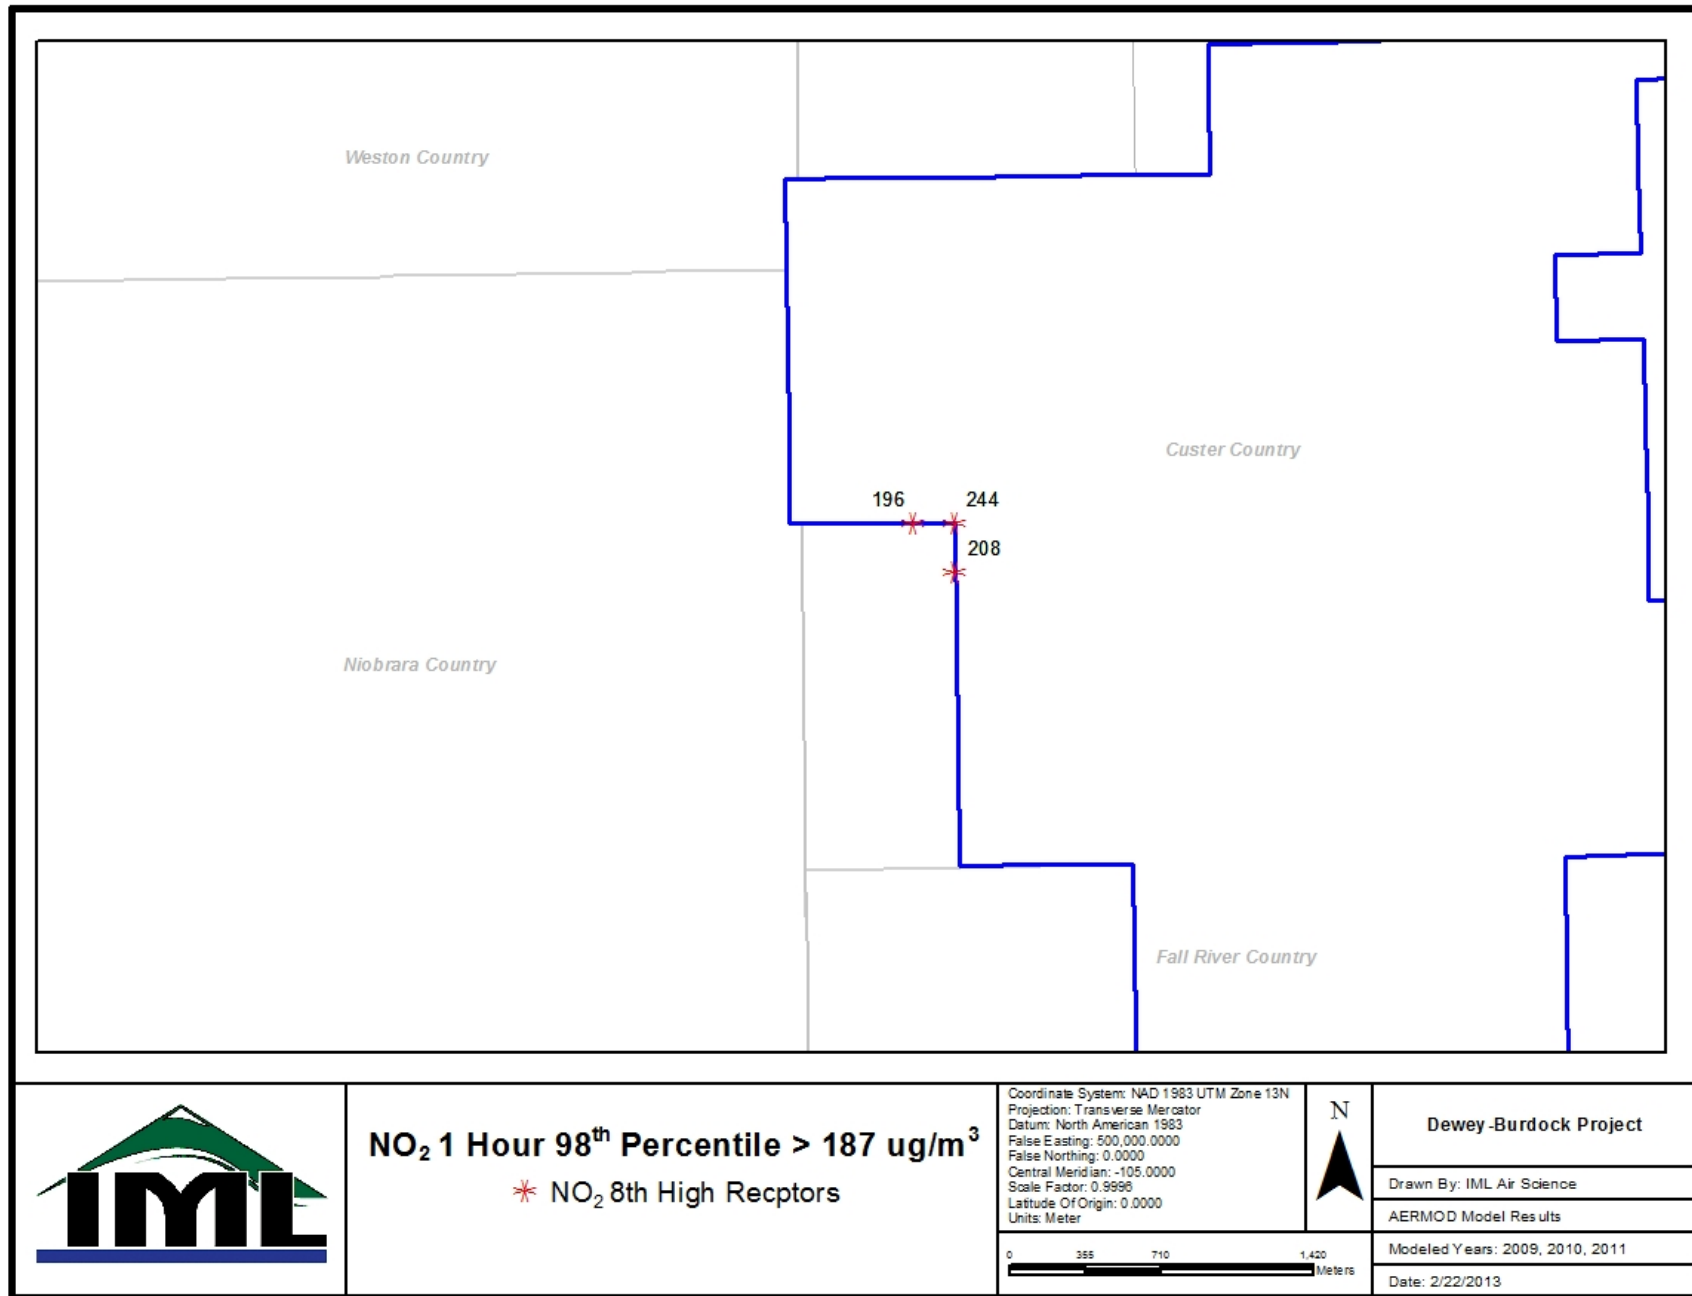 Weston Country
Custer Country
196
244
208
Niobrara Country
Fall River Country
IML
NO₂ 1 Hour 98ᵗʰ Percentile > 187 ug/m³
NO₂ 8th High Recptors
Coordinate System: NAD 1983 UTM Zone 13N
Projection: Transverse Mercator
Datum: North American 1983
False Easting: 500,000.0000
False Northing: 0.0000
Central Meridian: -105.0000
Scale Factor: 0.9996
Latitude Of Origin: 0.0000
Units: Meter
0 355 710 1,420
Meters
N
Dewey-Burdock Project
Drawn By: IML Air Science
AERMOD Model Results
Modeled Years: 2009, 2010, 2011
Date: 2/22/2013